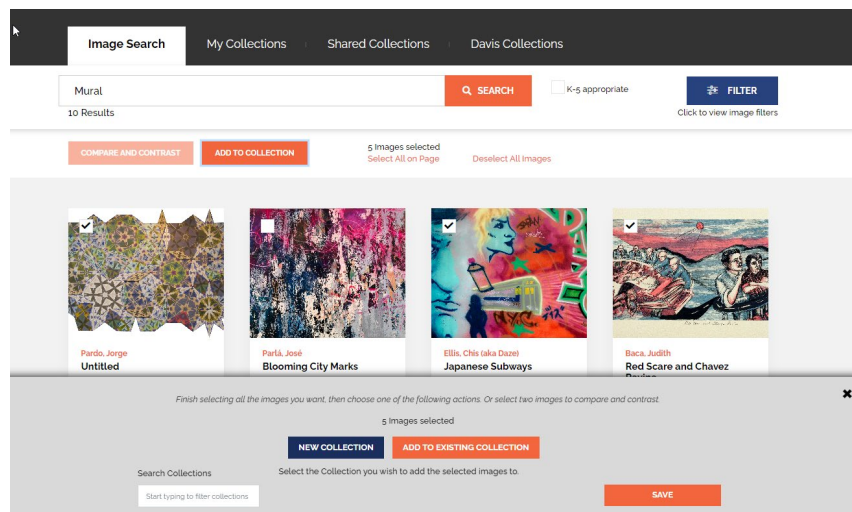 Image Search
My Collections
Shared Collections
Davis Collections
Mural
SEARCH
K-5 appropriate
FILTER
10 Results
Click to view image filters
COMPARE AND CONTRAST
ADD TO COLLECTION
5 Images selected
Select All on Page
Deselect All Images
Pardo, Jorge
Untitled
Parlá, José
Blooming City Marks
Ellis, Chis (aka Daze)
Japanese Subways
Baca, Judith
Red Scare and Chavez
Finish selecting all the images you want, then choose one of the following actions. Or select two images to compare and contrast.
5 Images selected
NEW COLLECTION
ADD TO EXISTING COLLECTION
Search Collections
Select the Collection you wish to add the selected images to.
Start typing to filter collections
SAVE